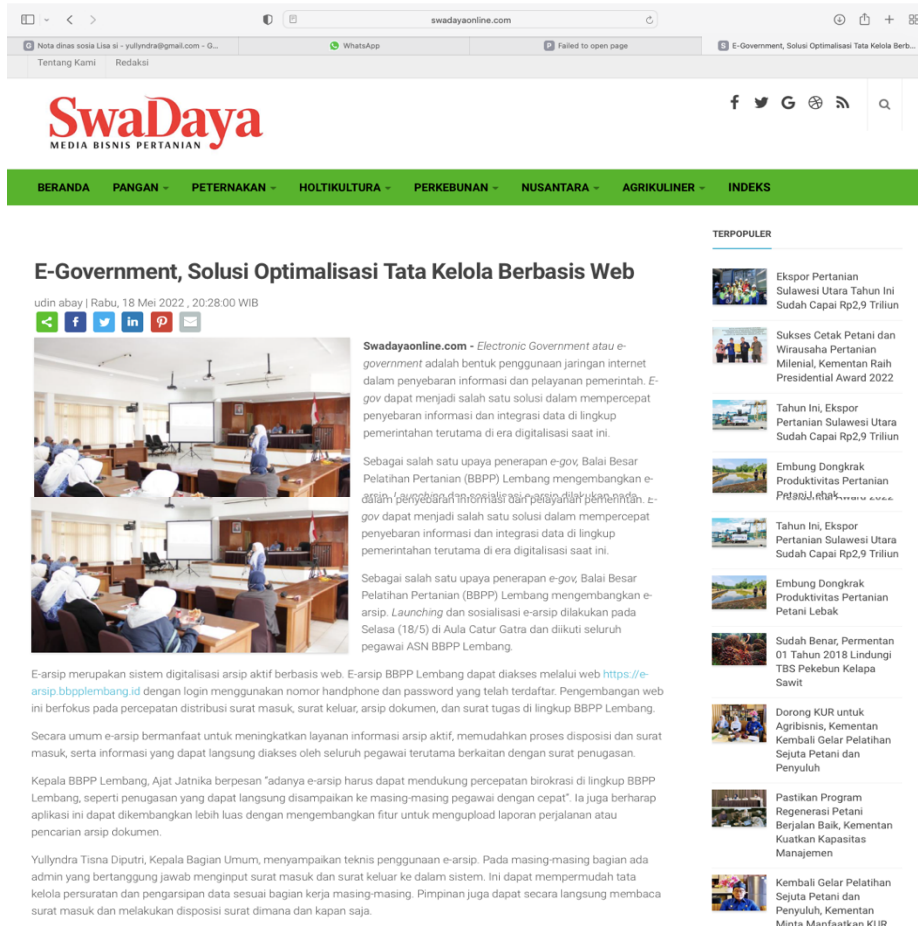 swadayaonline.com
Nota dinas sosia Lisa si - yullyndra@gmail.com - G...
WhatsApp
Failed to open page
E-Government, Solusi Optimalisasi Tata Kelola Berb...
Tentang Kami Redaksi
SwaDaya
MEDIA BISNIS PERTANIAN
BERANDA PANGAN PETERNAKAN HOLTIKULTURA PERKEBUNAN NUSANTARA AGRIKULINER INDEKS
E-Government, Solusi Optimalisasi Tata Kelola Berbasis Web
udin abay | Rabu, 18 Mei 2022 , 20:28:00 WIB
Swadayaonline.com - Electronic Government atau e-
government adalah bentuk penggunaan jaringan internet
dalam penyebaran informasi dan pelayanan pemerintah. E-
gov dapat menjadi salah satu solusi dalam mempercepat
penyebaran informasi dan integrasi data di lingkup
pemerintahan terutama di era digitalisasi saat ini.
Sebagai salah satu upaya penerapan e-gov, Balai Besar
Pelatihan Pertanian (BBPP) Lembang mengembangkan e-
arsip. Launching dan sosialisasi e-arsip dilakukan pada
dalam penyebaran informasi dan pelayanan pemerintah. E-
gov dapat menjadi salah satu solusi dalam mempercepat
penyebaran informasi dan integrasi data di lingkup
pemerintahan terutama di era digitalisasi saat ini.
Sebagai salah satu upaya penerapan e-gov, Balai Besar
Pelatihan Pertanian (BBPP) Lembang mengembangkan e-
arsip. Launching dan sosialisasi e-arsip dilakukan pada
Selasa (18/5) di Aula Catur Gatra dan diikuti seluruh
pegawai ASN BBPP Lembang.
E-arsip merupakan sistem digitalisasi arsip aktif berbasis web. E-arsip BBPP Lembang dapat diakses melalui web https://e-
arsip.bbpplembang.id dengan login menggunakan nomor handphone dan password yang telah terdaftar. Pengembangan web
ini berfokus pada percepatan distribusi surat masuk, surat keluar, arsip dokumen, dan surat tugas di lingkup BBPP Lembang.
Secara umum e-arsip bermanfaat untuk meningkatkan layanan informasi arsip aktif, memudahkan proses disposisi dan surat
masuk, serta informasi yang dapat langsung diakses oleh seluruh pegawai terutama berkaitan dengan surat penugasan.
Kepala BBPP Lembang, Ajat Jatnika berpesan "adanya e-arsip harus dapat mendukung percepatan birokrasi di lingkup BBPP
Lembang, seperti penugasan yang dapat langsung disampaikan ke masing-masing pegawai dengan cepat". Ia juga berharap
aplikasi ini dapat dikembangkan lebih luas dengan mengembangkan fitur untuk mengupload laporan perjalanan atau
pencarian arsip dokumen.
Yullyndra Tisna Diputri, Kepala Bagian Umum, menyampaikan teknis penggunaan e-arsip. Pada masing-masing bagian ada
admin yang bertanggung jawab menginput surat masuk dan surat keluar ke dalam sistem. Ini dapat mempermudah tata
kelola persuratan dan pengarsipan data sesuai bagian kerja masing-masing. Pimpinan juga dapat secara langsung membaca
surat masuk dan melakukan disposisi surat dimana dan kapan saja.
TERPOPULER
Ekspor Pertanian
Sulawesi Utara Tahun Ini
Sudah Capai Rp2,9 Triliun
Sukses Cetak Petani dan
Wirausaha Pertanian
Milenial, Kementan Raih
Presidential Award 2022
Tahun Ini, Ekspor
Pertanian Sulawesi Utara
Sudah Capai Rp2,9 Triliun
Embung Dongkrak
Produktivitas Pertanian
Petani Lebak
Presidential Award 2022
Tahun Ini, Ekspor
Pertanian Sulawesi Utara
Sudah Capai Rp2,9 Triliun
Embung Dongkrak
Produktivitas Pertanian
Petani Lebak
Sudah Benar, Permentan
01 Tahun 2018 Lindungi
TBS Pekebun Kelapa
Sawit
Dorong KUR untuk
Agribisnis, Kementan
Kembali Gelar Pelatihan
Sejuta Petani dan
Penyuluh
Pastikan Program
Regenerasi Petani
Berjalan Baik, Kementan
Kuatkan Kapasitas
Manajemen
Kembali Gelar Pelatihan
Sejuta Petani dan
Penyuluh, Kementan
Minta Manfaatkan KUR